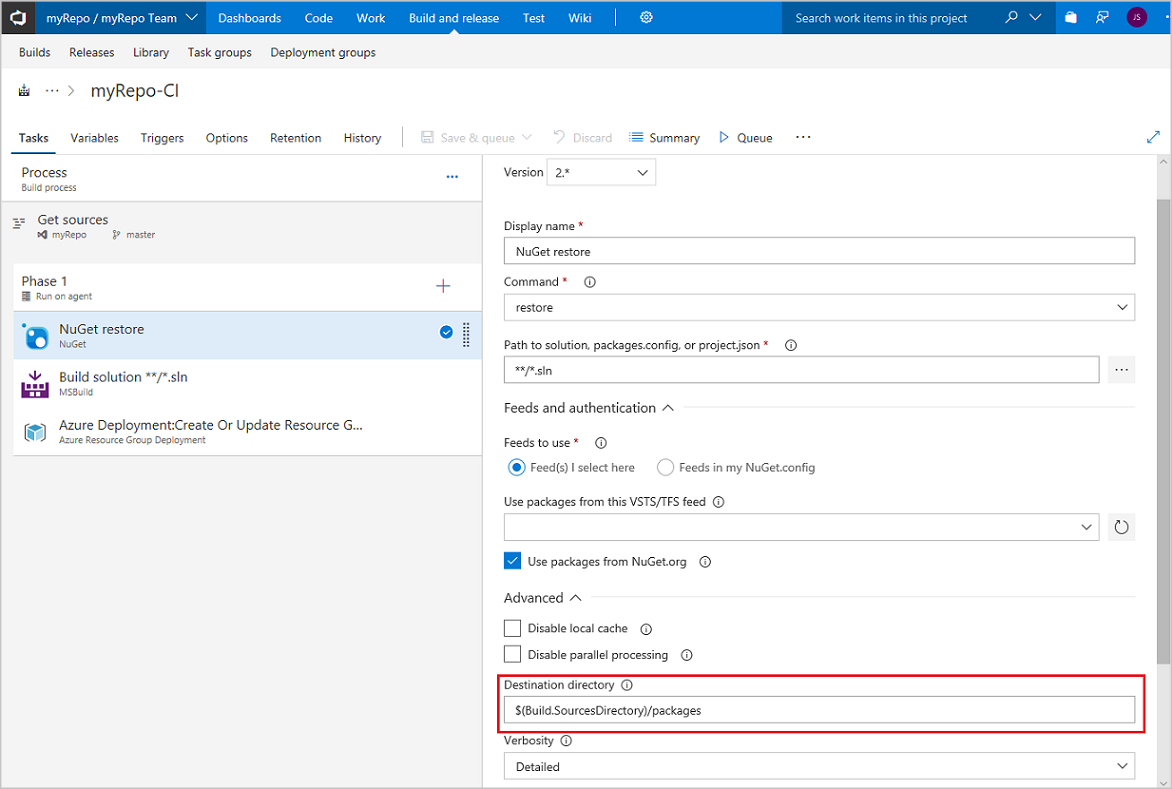 myRepo / myRepo Team Dashboards Code Work Build and release Test Wiki Search work items in this project JS
Builds Releases Library Task groups Deployment groups
··· > myRepo-CI
Tasks Variables Triggers Options Retention History Save & queue Discard Summary Queue ···
Process
Build process
···
Get sources
myRepo master
Phase 1
Run on agent
NuGet restore
NuGet
Build solution **/*.sln
MSBuild
Azure Deployment:Create Or Update Resource G...
Azure Resource Group Deployment
Version 2.*
Display name *
NuGet restore
Command *
restore
Path to solution, packages.config, or project.json *
**/*.sln
···
Feeds and authentication
Feeds to use *
Feed(s) I select here Feeds in my NuGet.config
Use packages from this VSTS/TFS feed
Use packages from NuGet.org
Advanced
Disable local cache
Disable parallel processing
Destination directory
$(Build.SourcesDirectory)/packages
Verbosity
Detailed